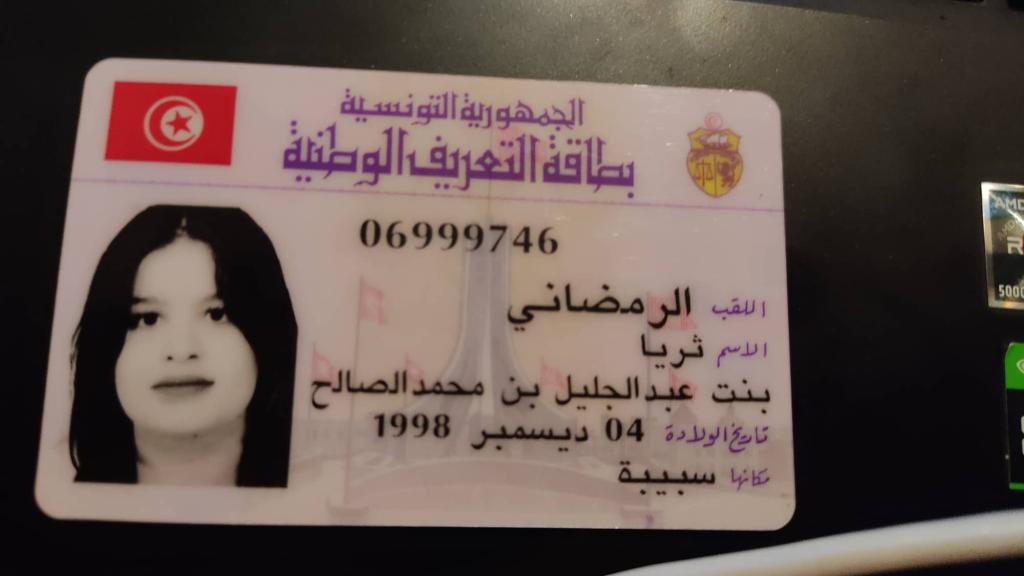 الجمهورية التونسية
بطاقة التعريف الوطنية
06999746
اللقب الرمضاني
الاسم ثريا
بنت عبدالجليل بن محمدالصالح
تاريخ الولادة 04 ديسمبر 1998
مكانها سبيبة
AMD
R
5000